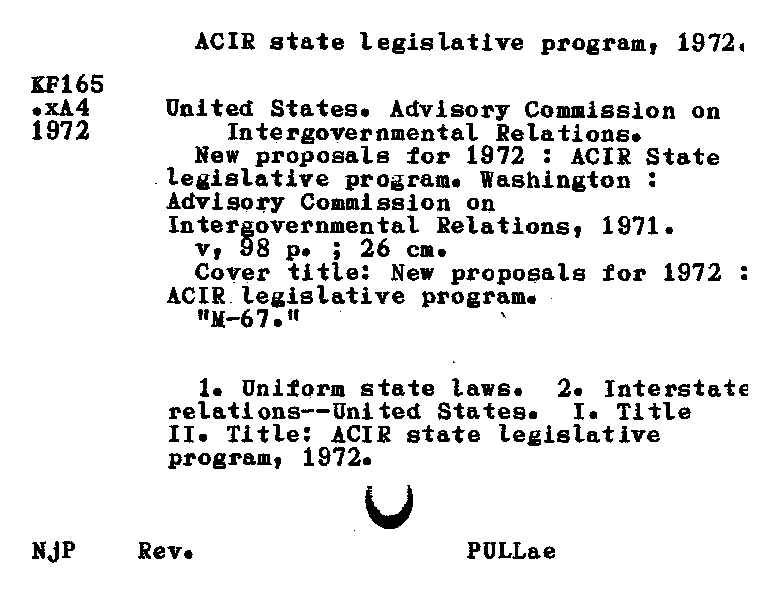 ACIR state legislative program, 1972.
KF165
.xA4 United States. Advisory Commission on
1972 Intergovernmental Relations.
New proposals for 1972 : ACIR State
legislative program. Washington :
Advisory Commission on
Intergovernmental Relations, 1971.
v, 98 p. ; 26 cm.
Cover title: New proposals for 1972 :
ACIR legislative program.
"M-67."
1. Uniform state laws. 2. Interstate
relations--United States. I. Title
II. Title: ACIR state legislative
program, 1972.
NjP Rev. PULLae